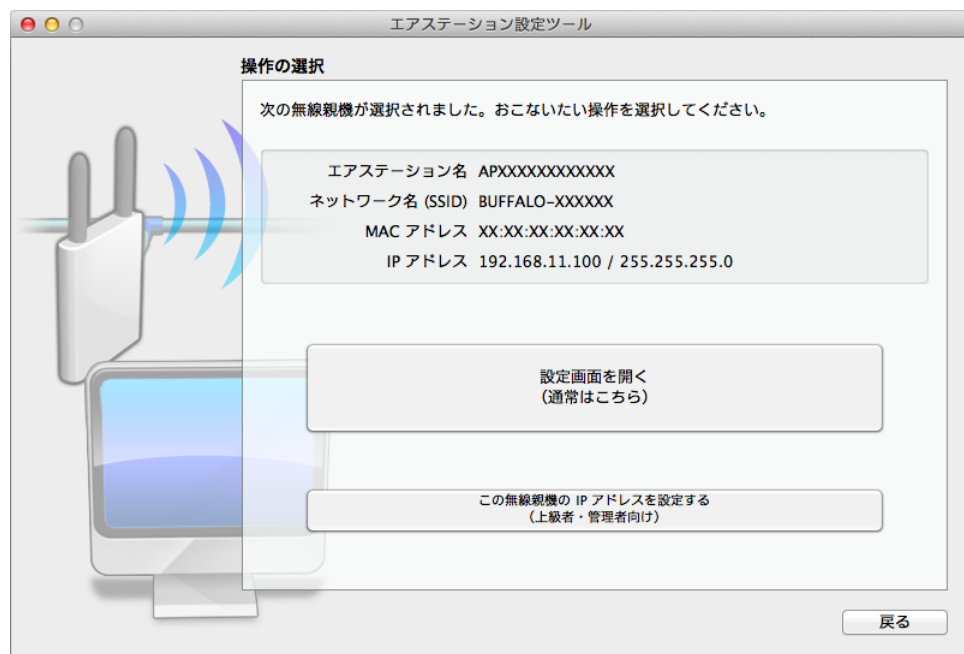 エアステーション設定ツール
操作の選択
次の無線親機が選択されました。おこないたい操作を選択してください。
エアステーション名 APXXXXXXXXXXXX
ネットワーク名 (SSID) BUFFALO-XXXXXX
MAC アドレス XX:XX:XX:XX:XX:XX
IP アドレス 192.168.11.100 / 255.255.255.0
設定画面を開く
（通常はこちら）
この無線親機の IP アドレスを設定する
（上級者・管理者向け）
戻る